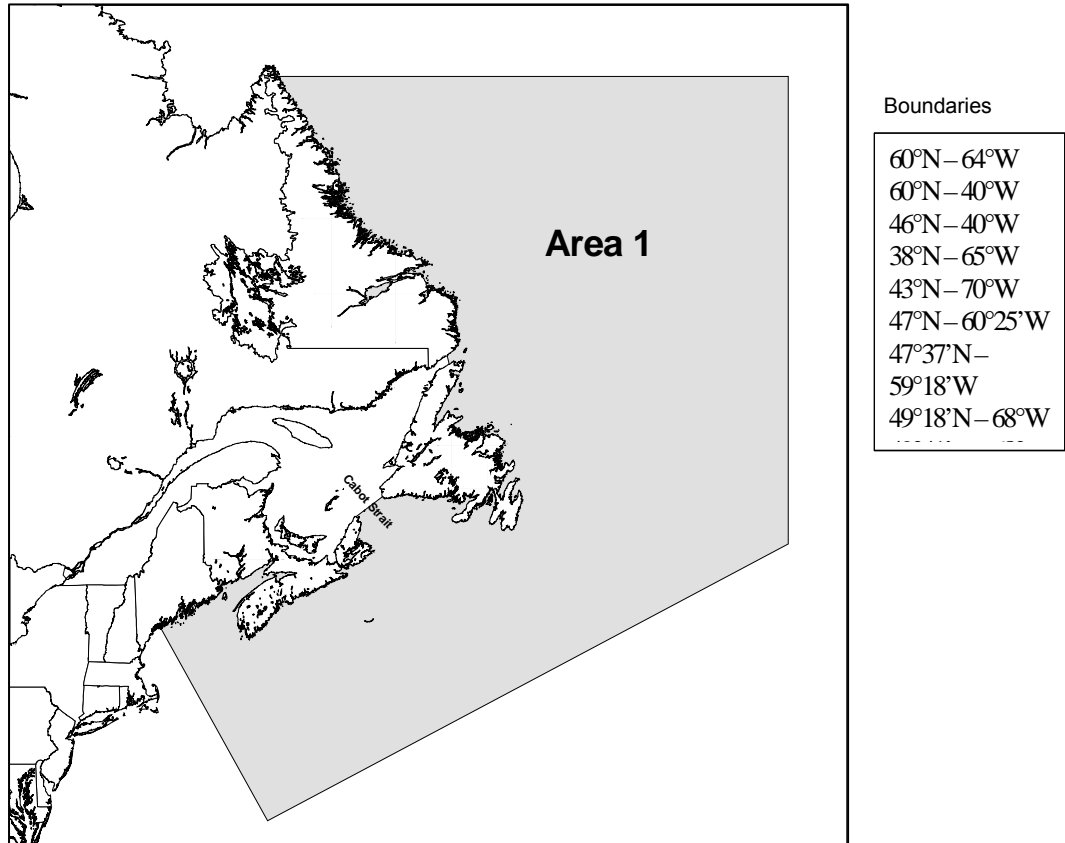 Boundaries
60°N – 64°W
60°N – 40°W
46°N – 40°W
38°N – 65°W
43°N – 70°W
47°N – 60°25’W
47°37’N –
59°18’W
49°18’N – 68°W
Area 1
Cabot Strait